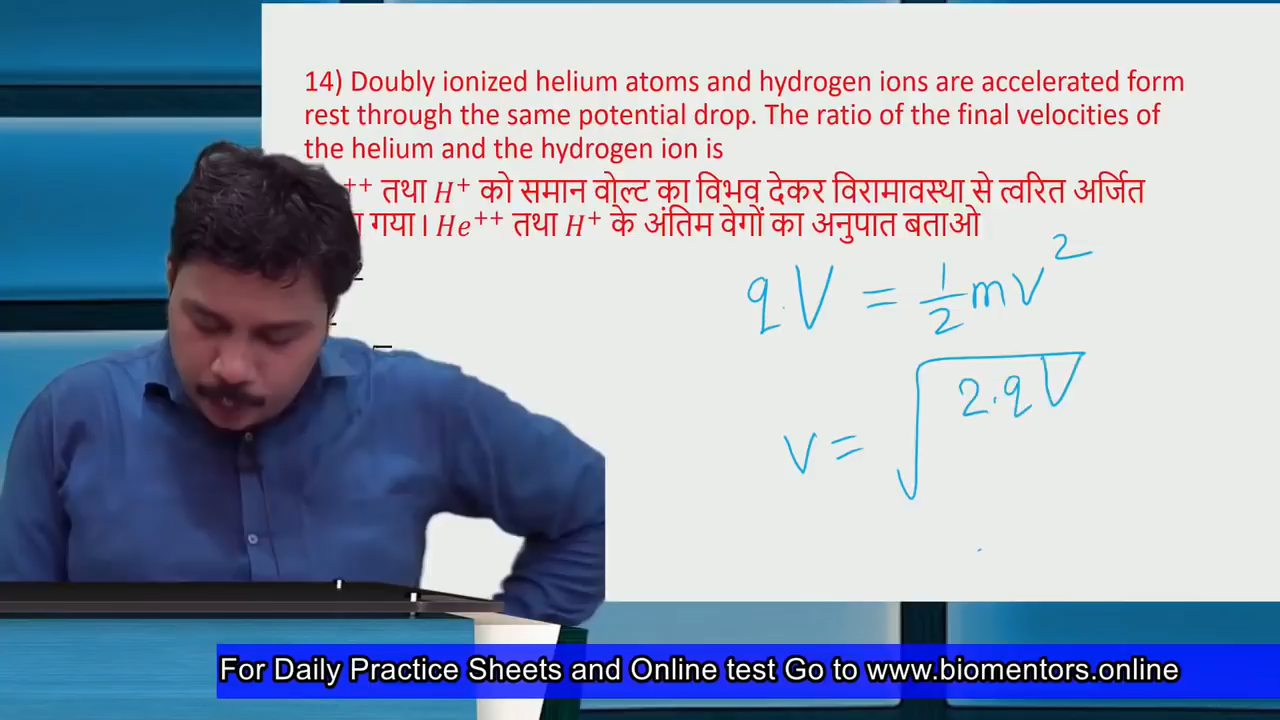 14) Doubly ionized helium atoms and hydrogen ions are accelerated form
rest through the same potential drop. The ratio of the final velocities of
the helium and the hydrogen ion is
++ तथा H⁺ को समान वोल्ट का विभव देकर विरामावस्था से त्वरित अर्जित
गया। He⁺⁺ तथा H⁺ के अंतिम वेगों का अनुपात बताओ
q.V = 1/2 mv²
v = √2.qV
For Daily Practice Sheets and Online test Go to www.biomentors.online